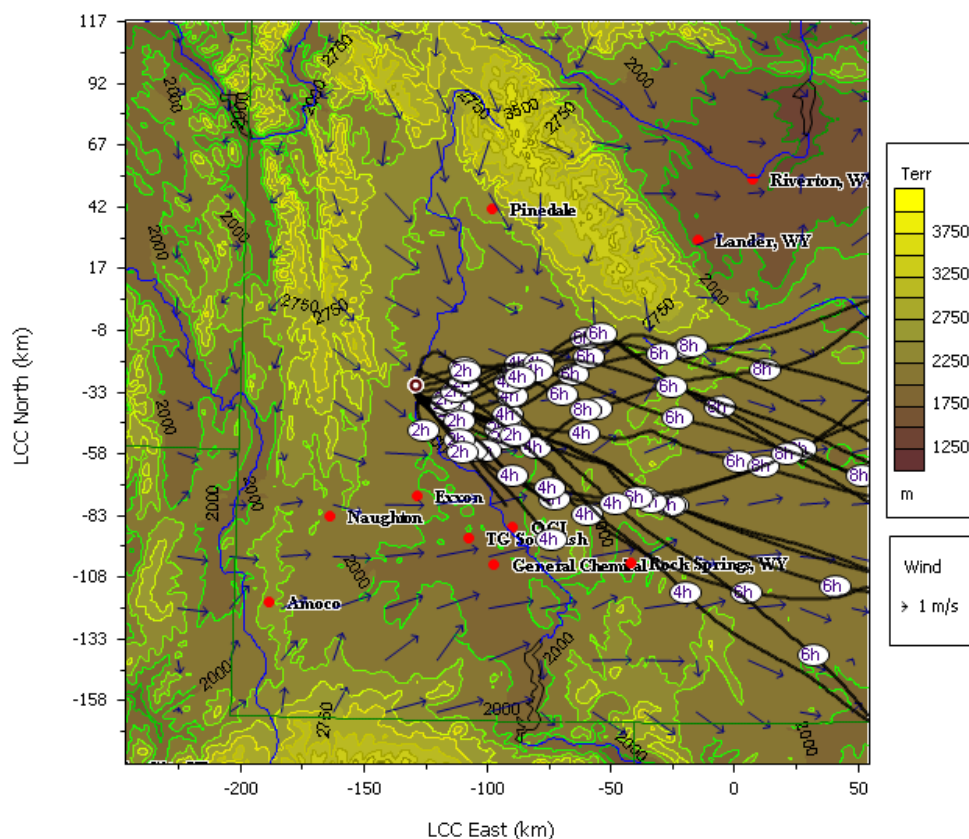 117
92
67
42
17
-8
-33
-58
-83
-108
-133
-158
LCC North (km)
-200
-150
-100
-50
0
50
LCC East (km)
Riverton, W
Pinedale
Lander, WY
Exxon
Naughton
OCI
TG Soda Ash
General Chemical
Rock Springs, WY
Amoco
2000
2750
3500
2h
4h
6h
8h
Terr
3750
3250
2750
2250
1750
1250
m
Wind
1 m/s